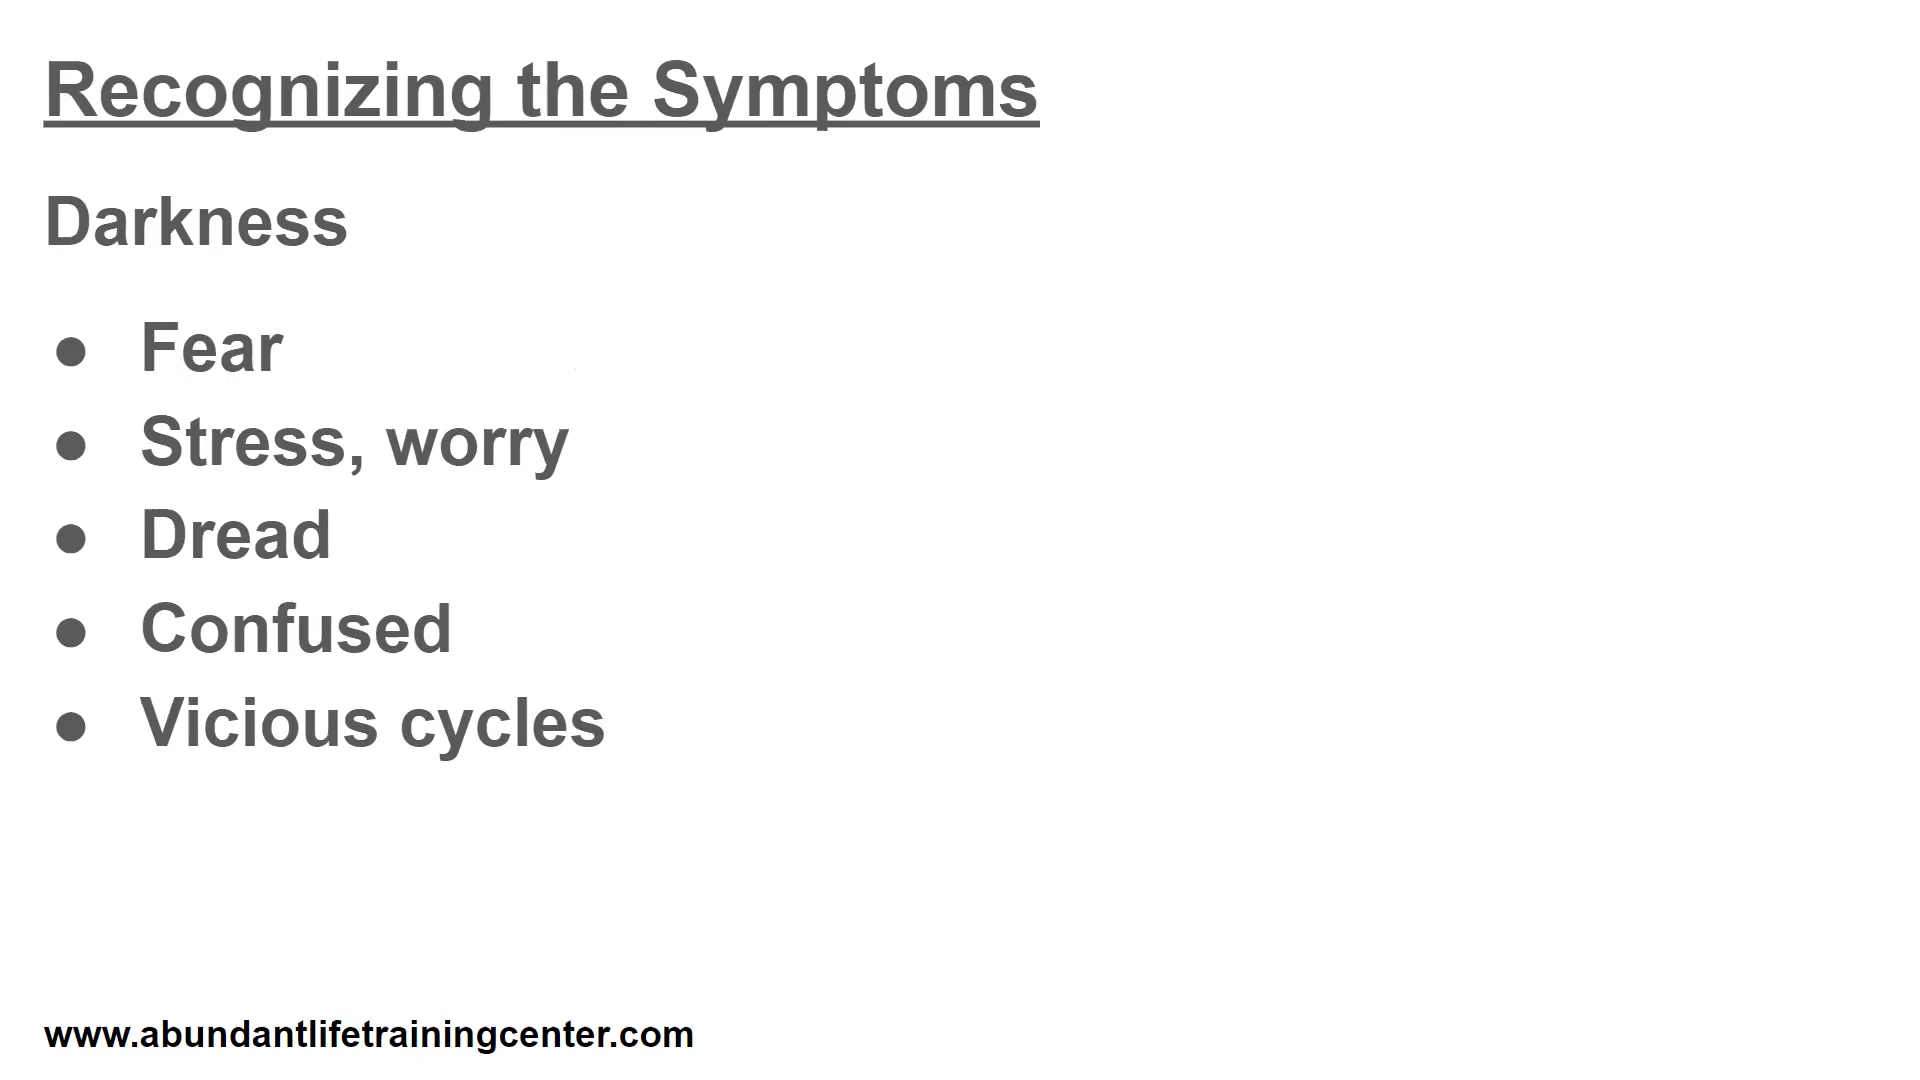 Recognizing the Symptoms
Darkness
● Fear
● Stress, worry
● Dread
● Confused
● Vicious cycles
www.abundantlifetrainingcenter.com